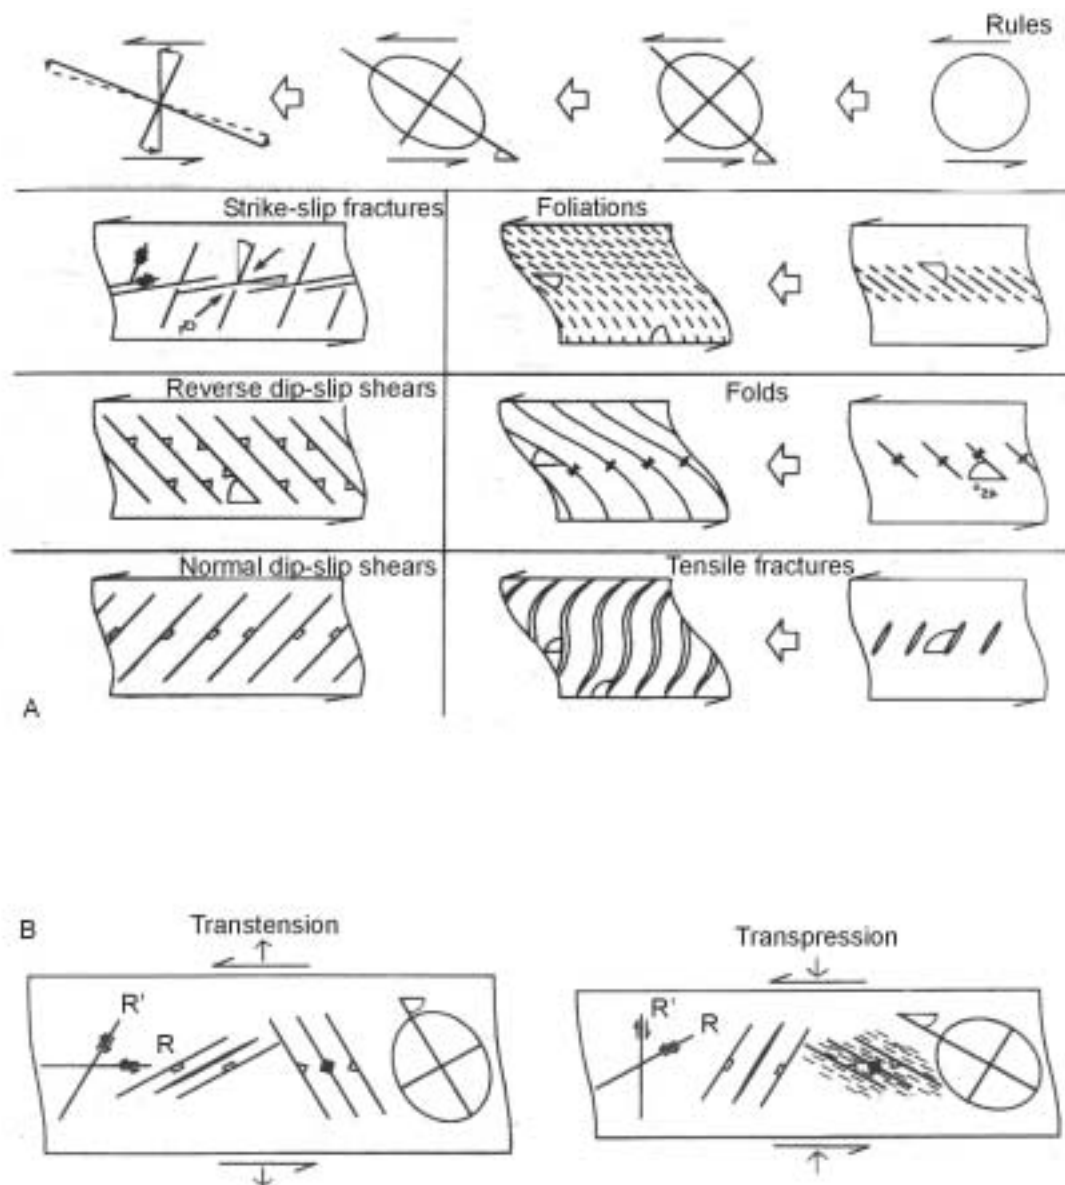 Rules
Strike-slip fractures
Foliations
Reverse dip-slip shears
Folds
Normal dip-slip shears
Tensile fractures
A
B
Transtension
Transpression
R'
R
R'
R